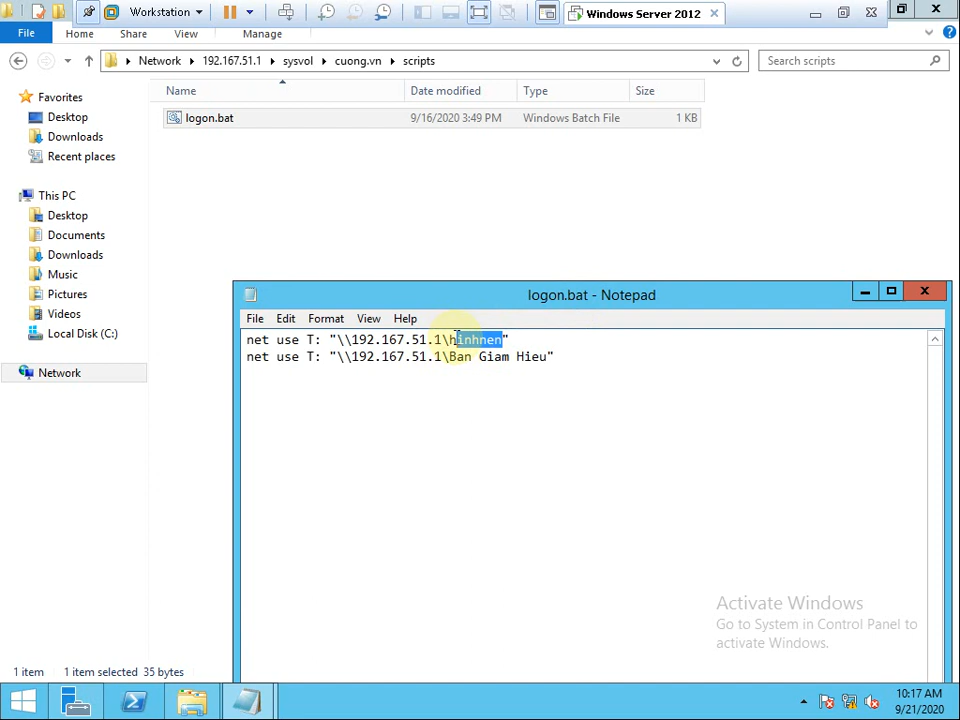 Workstation
Windows Server 2012
File
Home
Share
View
Manage
Network
192.167.51.1
sysvol
cuong.vn
scripts
Search scripts
Name
Date modified
Type
Size
logon.bat
9/16/2020 3:49 PM
Windows Batch File
1 KB
Favorites
Desktop
Downloads
Recent places
This PC
Desktop
Documents
Downloads
Music
Pictures
Videos
Local Disk (C:)
Network
logon.bat - Notepad
File
Edit
Format
View
Help
net use T: "\\192.167.51.1\hinhnen"
net use T: "\\192.167.51.1\Ban Giam Hieu"
Activate Windows
Go to System in Control Panel to
activate Windows.
1 item
1 item selected 35 bytes
10:17 AM
9/21/2020